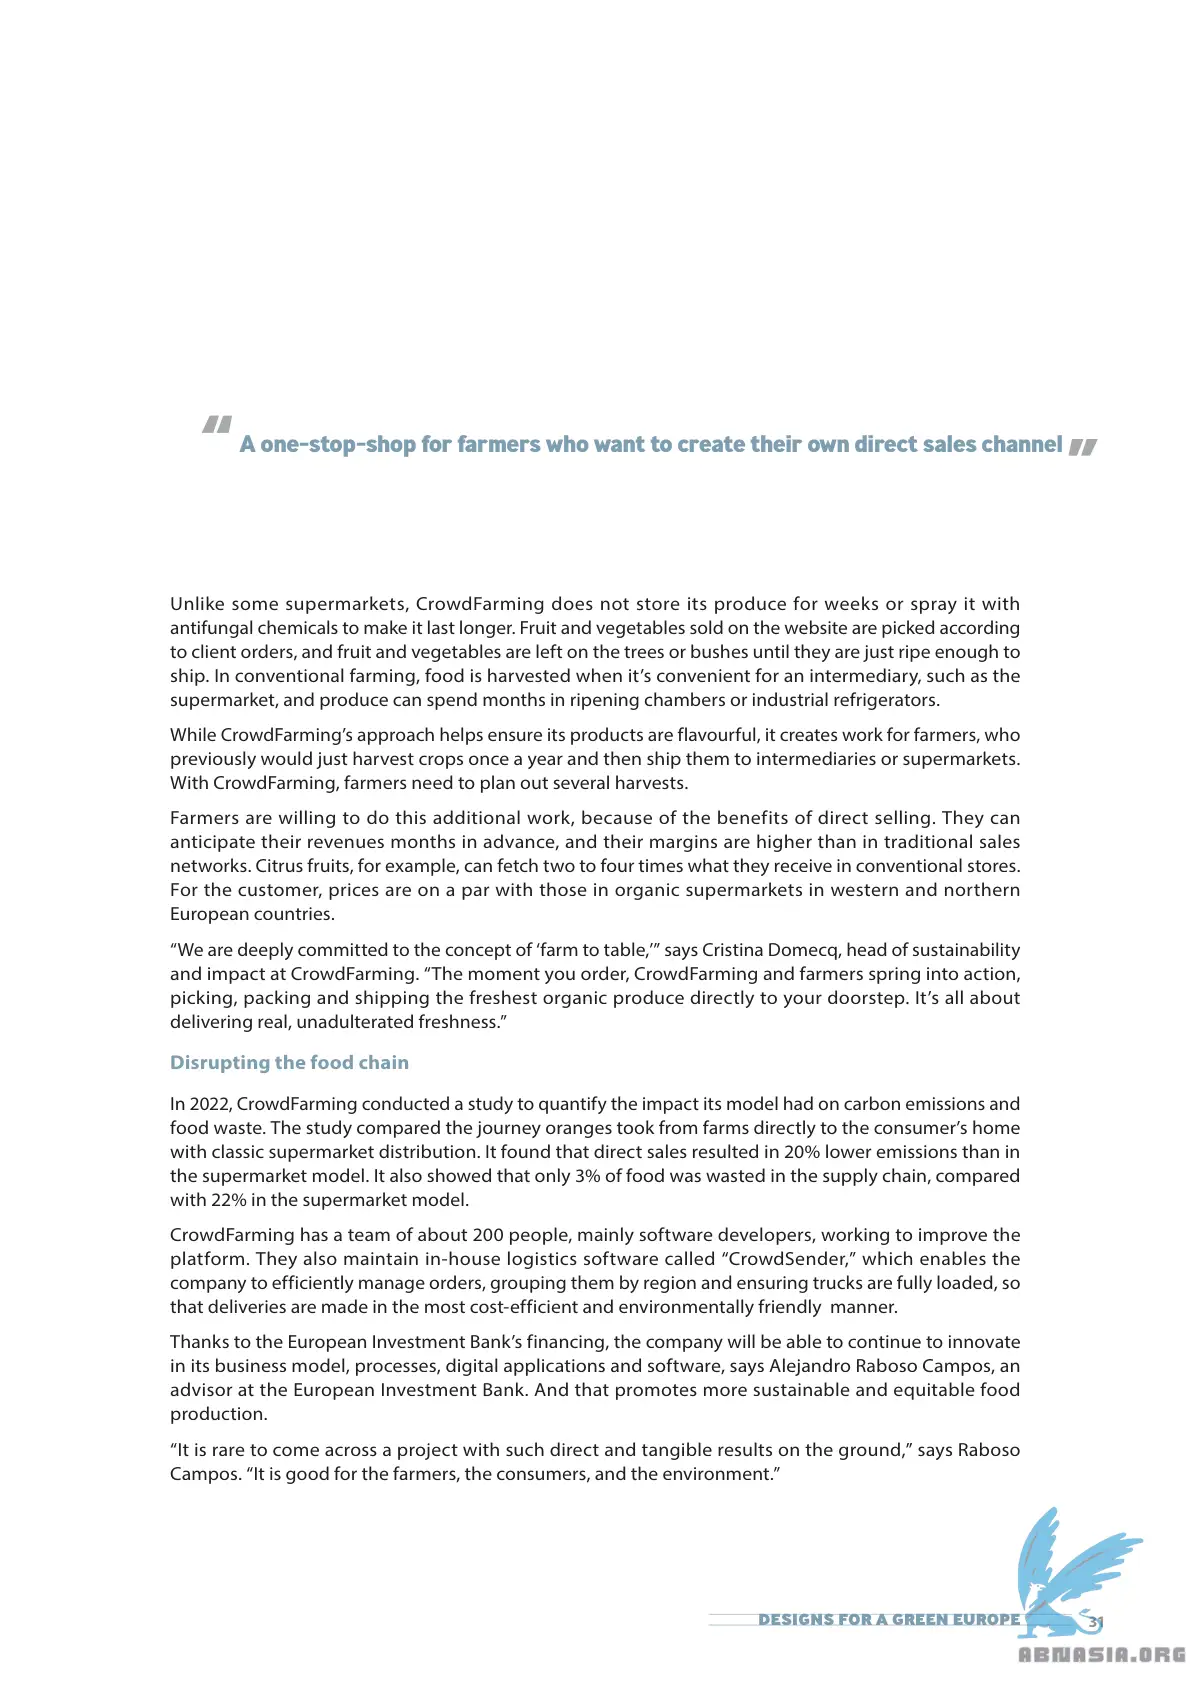 “ A one-stop-shop for farmers who want to create their own direct sales channel ”
Unlike some supermarkets, CrowdFarming does not store its produce for weeks or spray it with
antifungal chemicals to make it last longer. Fruit and vegetables sold on the website are picked according
to client orders, and fruit and vegetables are left on the trees or bushes until they are just ripe enough to
ship. In conventional farming, food is harvested when it’s convenient for an intermediary, such as the
supermarket, and produce can spend months in ripening chambers or industrial refrigerators.
While CrowdFarming’s approach helps ensure its products are flavourful, it creates work for farmers, who
previously would just harvest crops once a year and then ship them to intermediaries or supermarkets.
With CrowdFarming, farmers need to plan out several harvests.
Farmers are willing to do this additional work, because of the benefits of direct selling. They can
anticipate their revenues months in advance, and their margins are higher than in traditional sales
networks. Citrus fruits, for example, can fetch two to four times what they receive in conventional stores.
For the customer, prices are on a par with those in organic supermarkets in western and northern
European countries.
“We are deeply committed to the concept of ‘farm to table,’” says Cristina Domecq, head of sustainability
and impact at CrowdFarming. “The moment you order, CrowdFarming and farmers spring into action,
picking, packing and shipping the freshest organic produce directly to your doorstep. It’s all about
delivering real, unadulterated freshness.”
Disrupting the food chain
In 2022, CrowdFarming conducted a study to quantify the impact its model had on carbon emissions and
food waste. The study compared the journey oranges took from farms directly to the consumer’s home
with classic supermarket distribution. It found that direct sales resulted in 20% lower emissions than in
the supermarket model. It also showed that only 3% of food was wasted in the supply chain, compared
with 22% in the supermarket model.
CrowdFarming has a team of about 200 people, mainly software developers, working to improve the
platform. They also maintain in-house logistics software called “CrowdSender,” which enables the
company to efficiently manage orders, grouping them by region and ensuring trucks are fully loaded, so
that deliveries are made in the most cost-efficient and environmentally friendly manner.
Thanks to the European Investment Bank’s financing, the company will be able to continue to innovate
in its business model, processes, digital applications and software, says Alejandro Raboso Campos, an
advisor at the European Investment Bank. And that promotes more sustainable and equitable food
production.
“It is rare to come across a project with such direct and tangible results on the ground,” says Raboso
Campos. “It is good for the farmers, the consumers, and the environment.”
DESIGNS FOR A GREEN EUROPE 31
ABNASIA.ORG